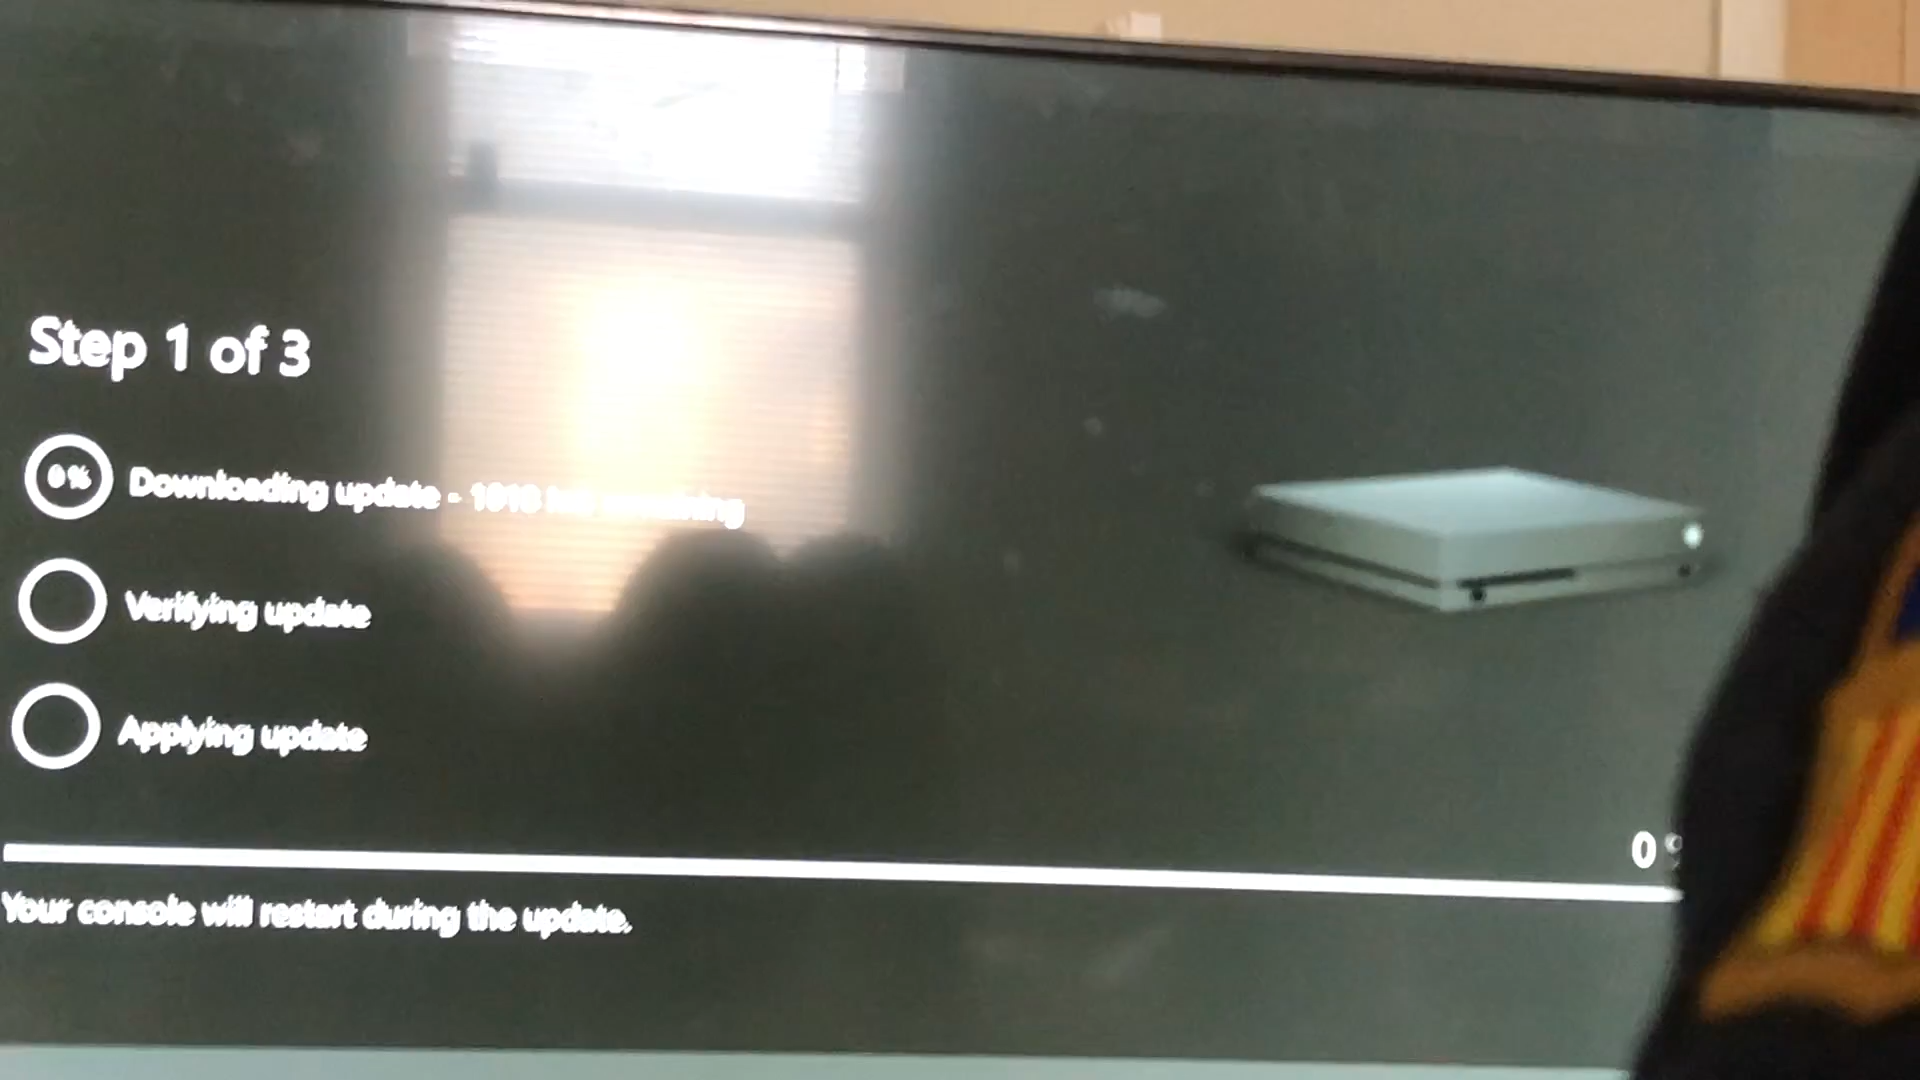 Step 1 of 3
0%
Downloading update - remaining
Verifying update
Applying update
0
Your console will restart during the update.